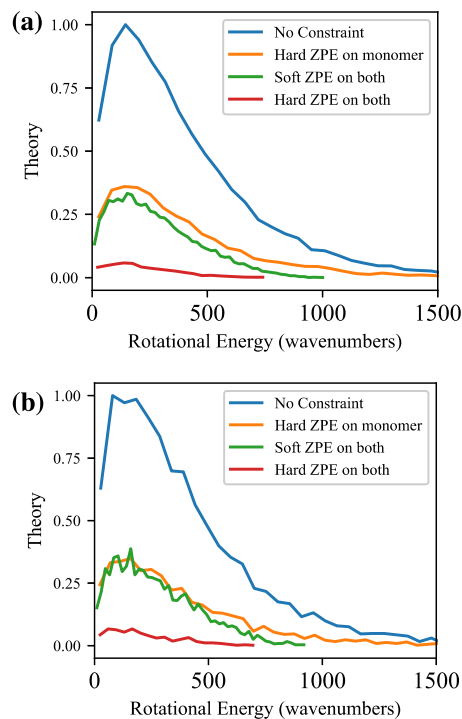 (a)
1.00
0.75
0.50
0.25
0.00
Theory
No Constraint
Hard ZPE on monomer
Soft ZPE on both
Hard ZPE on both
0 500 1000 1500
Rotational Energy (wavenumbers)
(b)
1.00
0.75
0.50
0.25
0.00
Theory
No Constraint
Hard ZPE on monomer
Soft ZPE on both
Hard ZPE on both
0 500 1000 1500
Rotational Energy (wavenumbers)